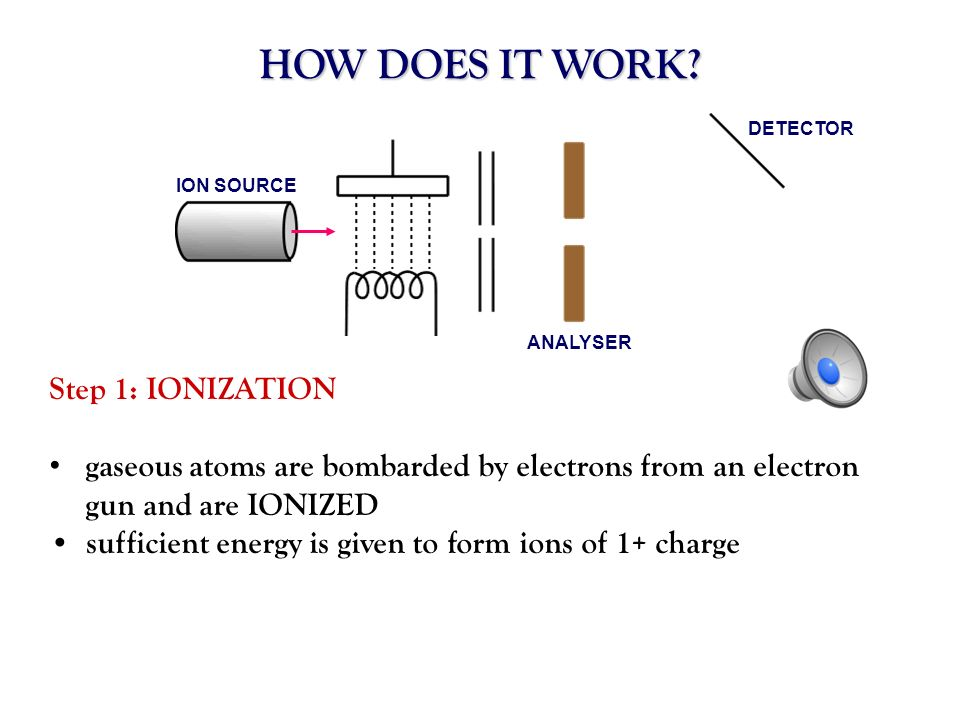 HOW DOES IT WORK?
DETECTOR
ION SOURCE
ANALYSER
Step 1: IONIZATION
• gaseous atoms are bombarded by electrons from an electron
gun and are IONIZED
• sufficient energy is given to form ions of 1+ charge